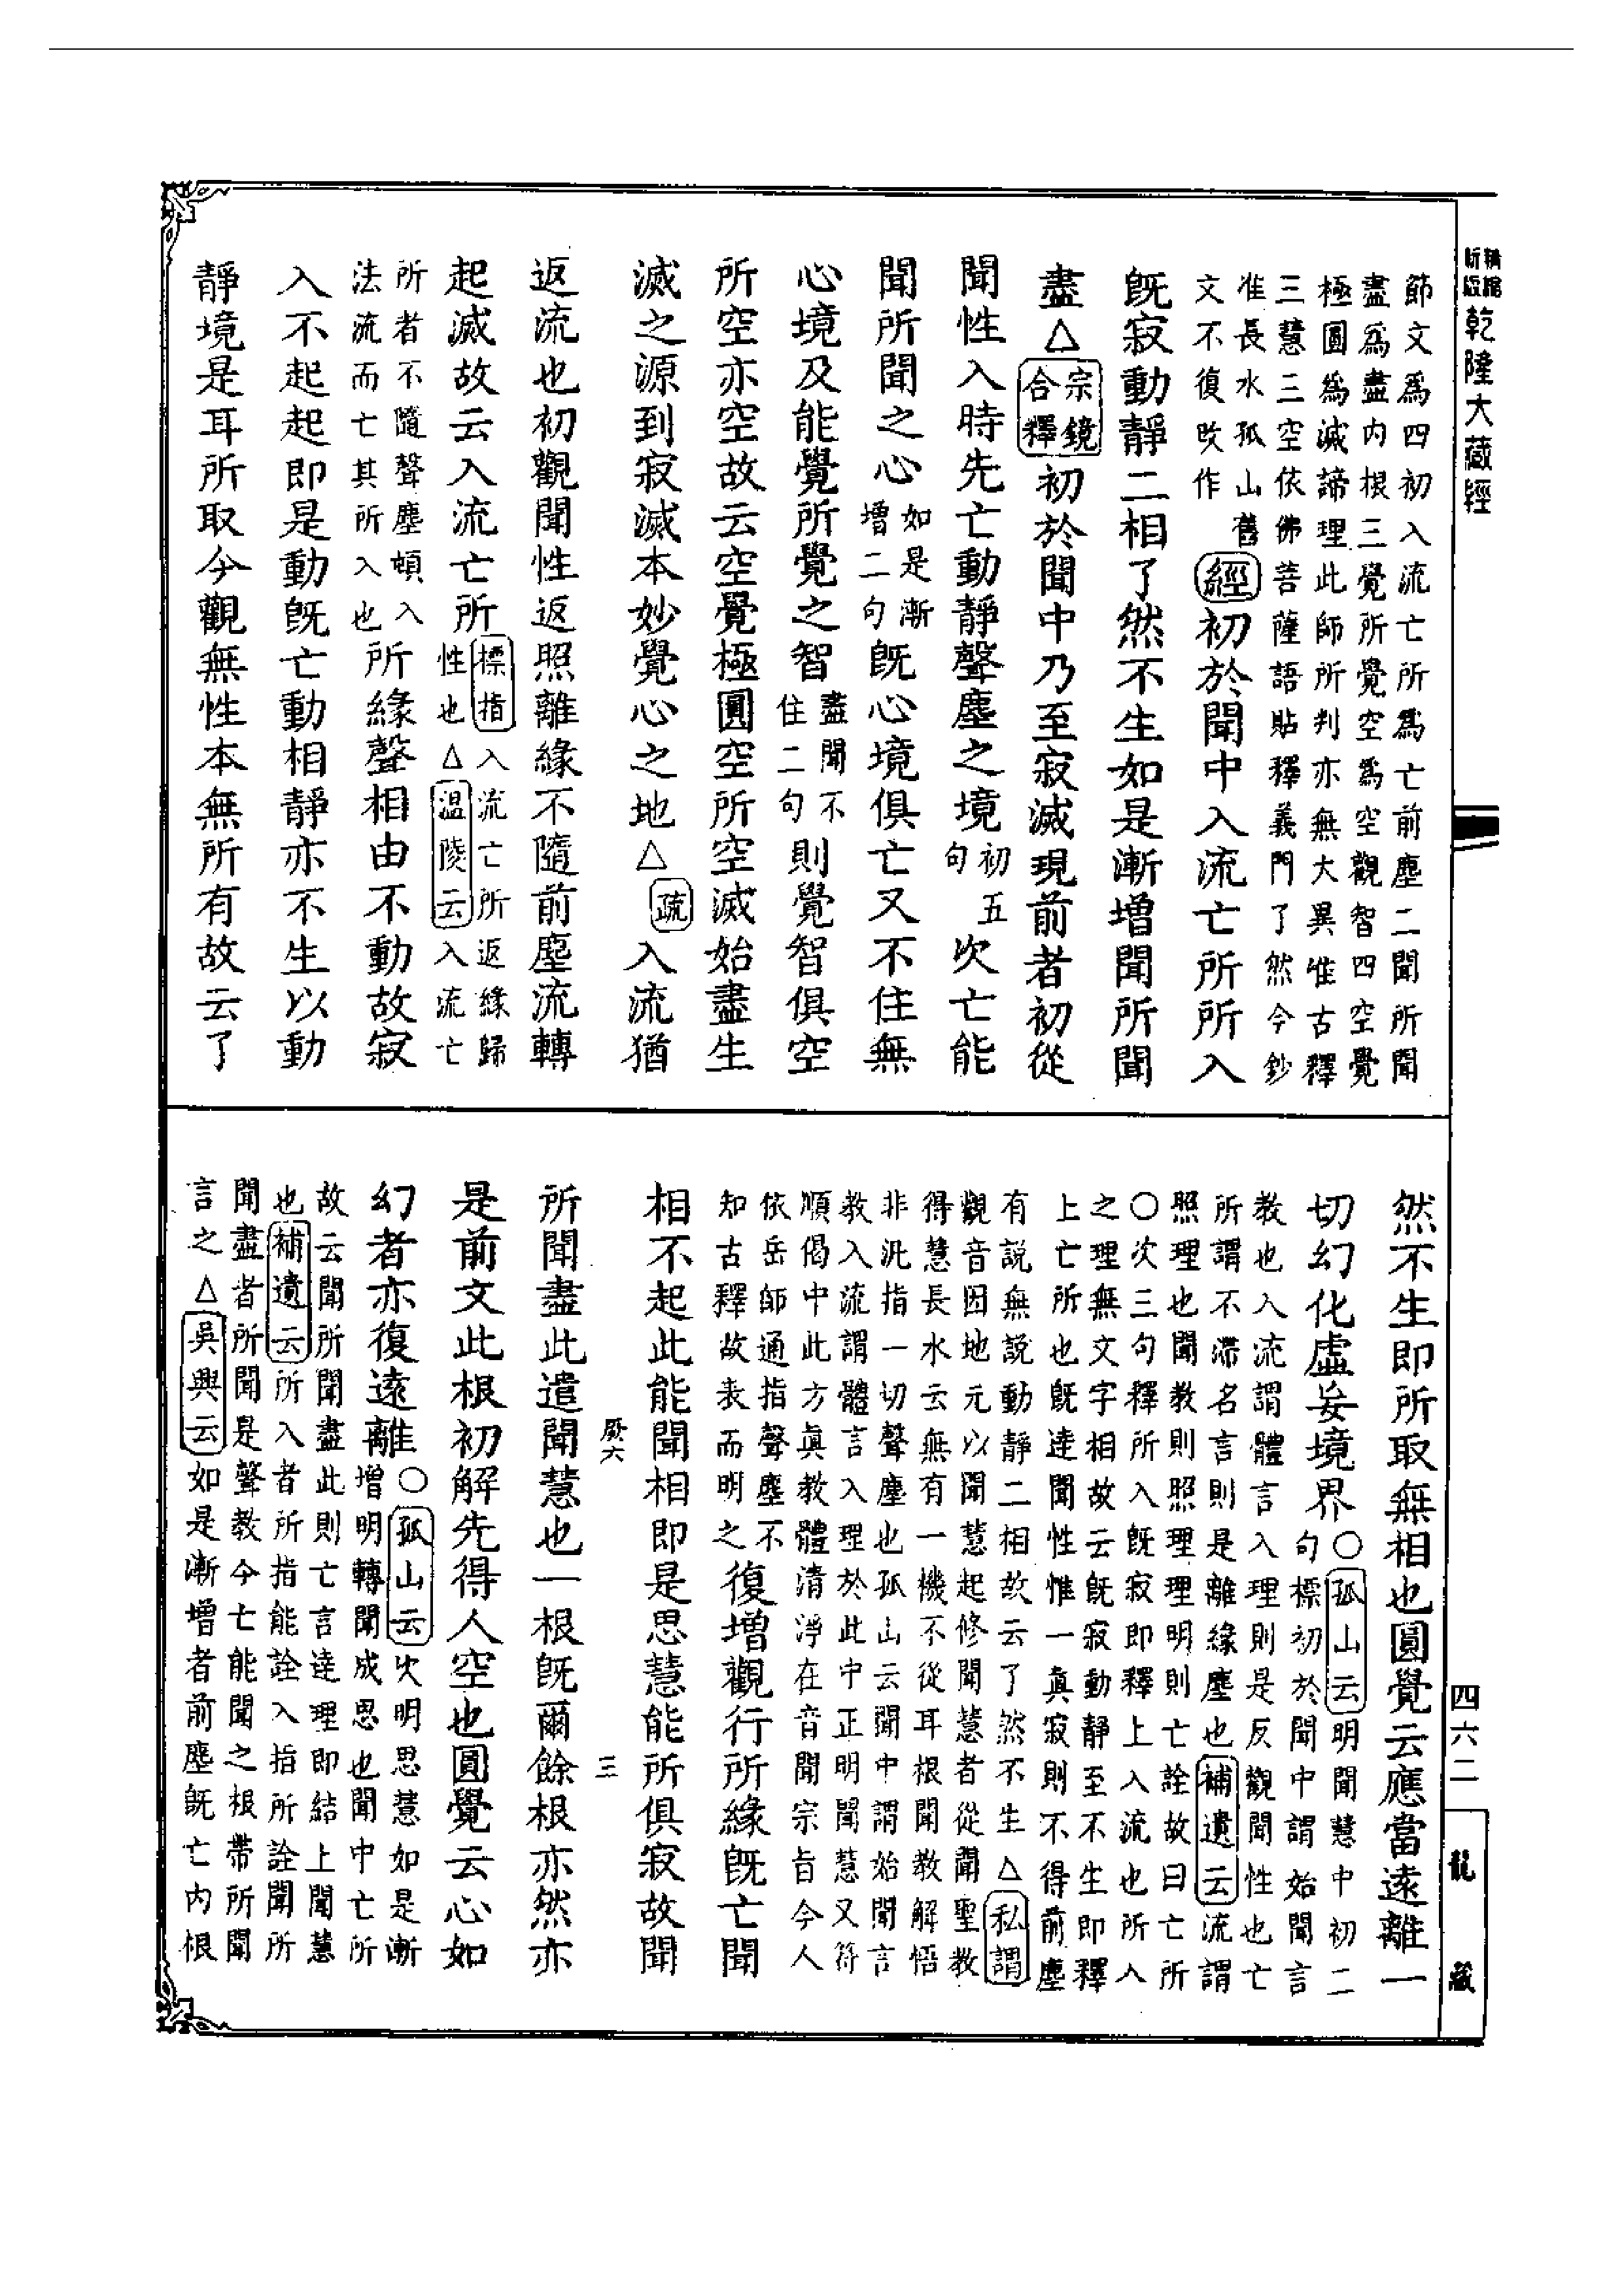 乾隆大藏經
節文爲四初入流亡所爲亡前塵二聞所聞
盡爲盡內根三覺所覺空爲空觀智四空覺
極圓爲滅諦理此師所判亦無大異惟古釋
三慧三空依佛菩薩語貼釋義門了然今鈔
准長水孤山舊
文不復改作
經初於聞中入流亡所所入
旣寂動靜二相了然不生如是漸增聞所聞
盡△宗鏡合釋初於聞中乃至寂滅現前者初從
聞性入時先亡動靜聲塵之境初五句次亡能
聞所聞之心如是漸增二句旣心境俱亡又不住無
心境及能覺所覺之智盡聞不住二句則覺智俱空
所空亦空故云空覺極圓空所空滅始盡生
滅之源到寂滅本妙覺心之地△疏入流猶
返流也初觀聞性返照離緣不隨前塵流轉
起滅故云入流亡所標指入流亡所返緣歸性也△温陵云入流亡
所者不隨聲塵頓入法流而亡其所入也所緣聲相由不動故寂
入不起起即是動旣亡動相靜亦不生以動
靜境是耳所取今觀無性本無所有故云了
然不生即所取無相也圓覺云應當遠離一
切幻化虛妄境界○孤山云明聞慧中初二句標初於聞中謂始聞言
教也入流謂體言入理則是反觀聞性也亡
所謂不滯名言則是離緣塵也補遺云流謂
照理也聞教則照理理明則亡詮故曰亡所
○次三句釋所入旣寂即釋上入流也所入
之理無文字相故云旣寂動靜至不生即釋
上亡所也旣達聞性惟一真寂則不得前塵
有說無說動靜二相故云了然不生△私謂
觀音因地元以聞慧起修聞慧者從聞聖教
得慧長水云無有一機不從耳根聞教解悟
非汎指一切聲塵也孤山云聞中謂始聞言
教入流謂體言入理於此中正明聞慧又符
順偈中此方眞教體清淨在音聞宗旨今人
依岳師通指聲塵不
知古釋故表而明之
復增觀行所緣旣亡聞
相不起此能聞相即是思慧能所俱寂故聞
厥六 三
所聞盡此遣聞慧也一根旣爾餘根亦然亦
是前文此根初解先得人空也圓覺云心如
幻者亦復遠離○孤山云次明思慧如是漸增明轉聞成思也聞中亡所
故云聞所聞盡此則亡言達理即結上聞慧
也補遺云所入者所指能詮入指所詮聞所
聞盡者所聞是聲教今亡能聞之根帶所聞
言之△吳興云如是漸增者前塵旣亡內根
四六二
龍藏